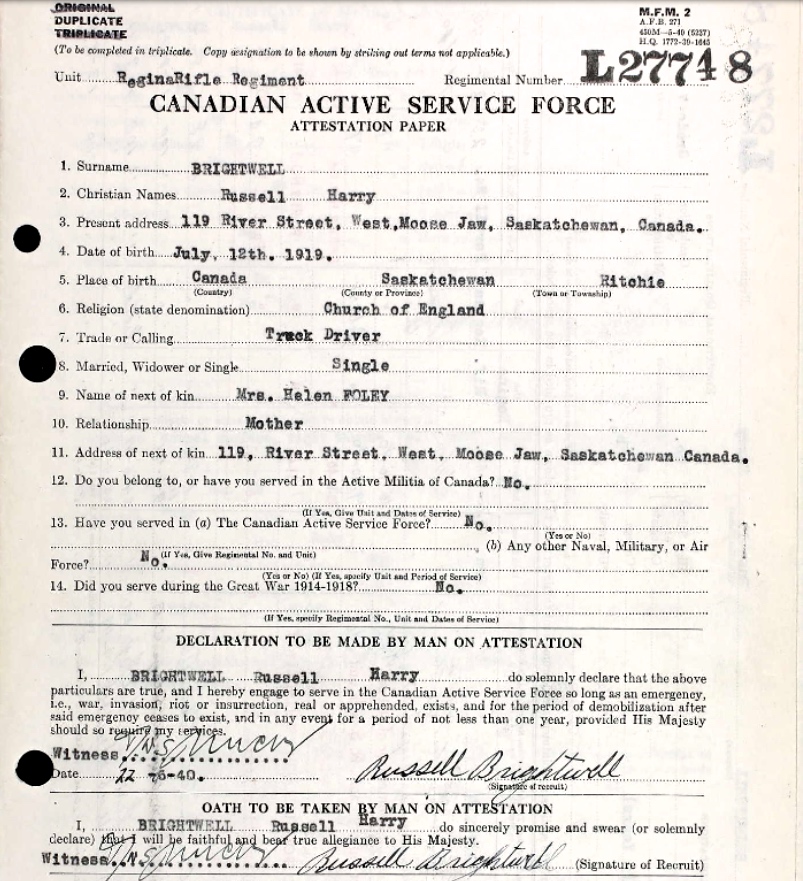 ORIGINAL
DUPLICATE
TRIPLICATE
M.F.M. 2
A.F.B. 271
450M—5-40 (5237)
H.Q. 1772-39-1645
(To be completed in triplicate. Copy designation to be shown by striking out terms not applicable.)
Unit ReginaRifle Regiment Regimental Number L27748
CANADIAN ACTIVE SERVICE FORCE
ATTESTATION PAPER
1. Surname BRIGHTWELL
2. Christian Names Russell Harry
3. Present address 119 River Street, West, Moose Jaw, Saskatchewan, Canada.
4. Date of birth July, 12th. 1919.
5. Place of birth Canada Saskatchewan Ritchie
(Country) (County or Province) (Town or Township)
6. Religion (state denomination) Church of England
7. Trade or Calling Truck Driver
8. Married, Widower or Single Single
9. Name of next of kin Mrs. Helen FOLEY
10. Relationship Mother
11. Address of next of kin 119, River Street, West, Moose Jaw, Saskatchewan Canada.
12. Do you belong to, or have you served in the Active Militia of Canada? No.
(If Yes, Give Unit and Dates of Service)
13. Have you served in (a) The Canadian Active Service Force? No.
(Yes or No)
(b) Any other Naval, Military, or Air
(If Yes, Give Regimental No. and Unit)
Force? No.
(Yes or No) (If Yes, specify Unit and Period of Service)
14. Did you serve during the Great War 1914-1918? No.
(If Yes, specify Regimental No., Unit and Dates of Service)
DECLARATION TO BE MADE BY MAN ON ATTESTATION
I, BRIGHTWELL Russell Harry do solemnly declare that the above
particulars are true, and I hereby engage to serve in the Canadian Active Service Force so long as an emergency,
i.e., war, invasion, riot or insurrection, real or apprehended, exists, and for the period of demobilization after
said emergency ceases to exist, and in any event for a period of not less than one year, provided His Majesty
should so require my services.
Witness
Date 22 -6-40. Russell Brightwell
(Signature of recruit)
OATH TO BE TAKEN BY MAN ON ATTESTATION
I, BRIGHTWELL Russell Harry do sincerely promise and swear (or solemnly
declare) that I will be faithful and bear true allegiance to His Majesty.
Witness Russell Brightwell (Signature of Recruit)